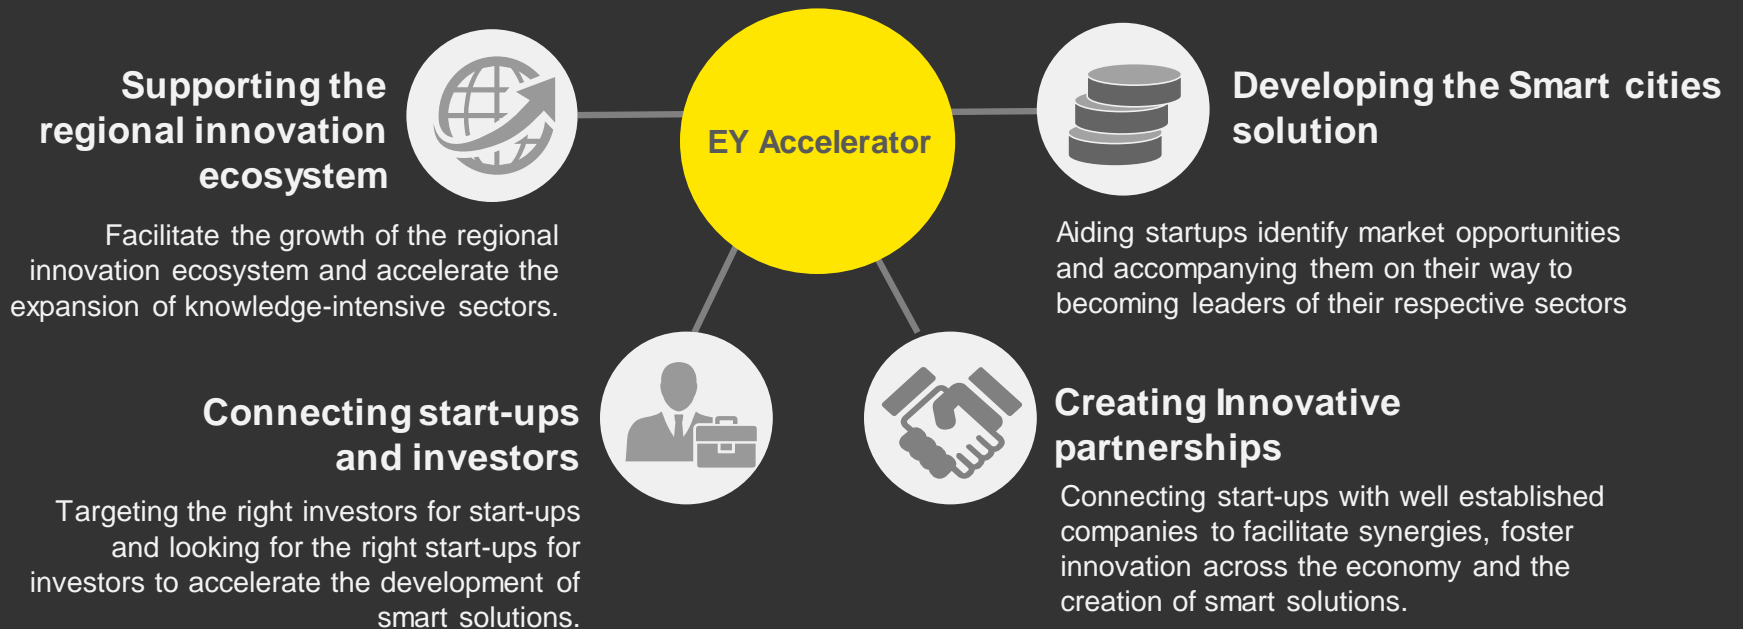 Supporting the
regional innovation
ecosystem
Facilitate the growth of the regional
innovation ecosystem and accelerate the
expansion of knowledge-intensive sectors.
EY Accelerator
Developing the Smart cities
solution
Aiding startups identify market opportunities
and accompanying them on their way to
becoming leaders of their respective sectors
Connecting start-ups
and investors
Targeting the right investors for start-ups
and looking for the right start-ups for
investors to accelerate the development of
smart solutions.
Creating Innovative
partnerships
Connecting start-ups with well established
companies to facilitate synergies, foster
innovation across the economy and the
creation of smart solutions.